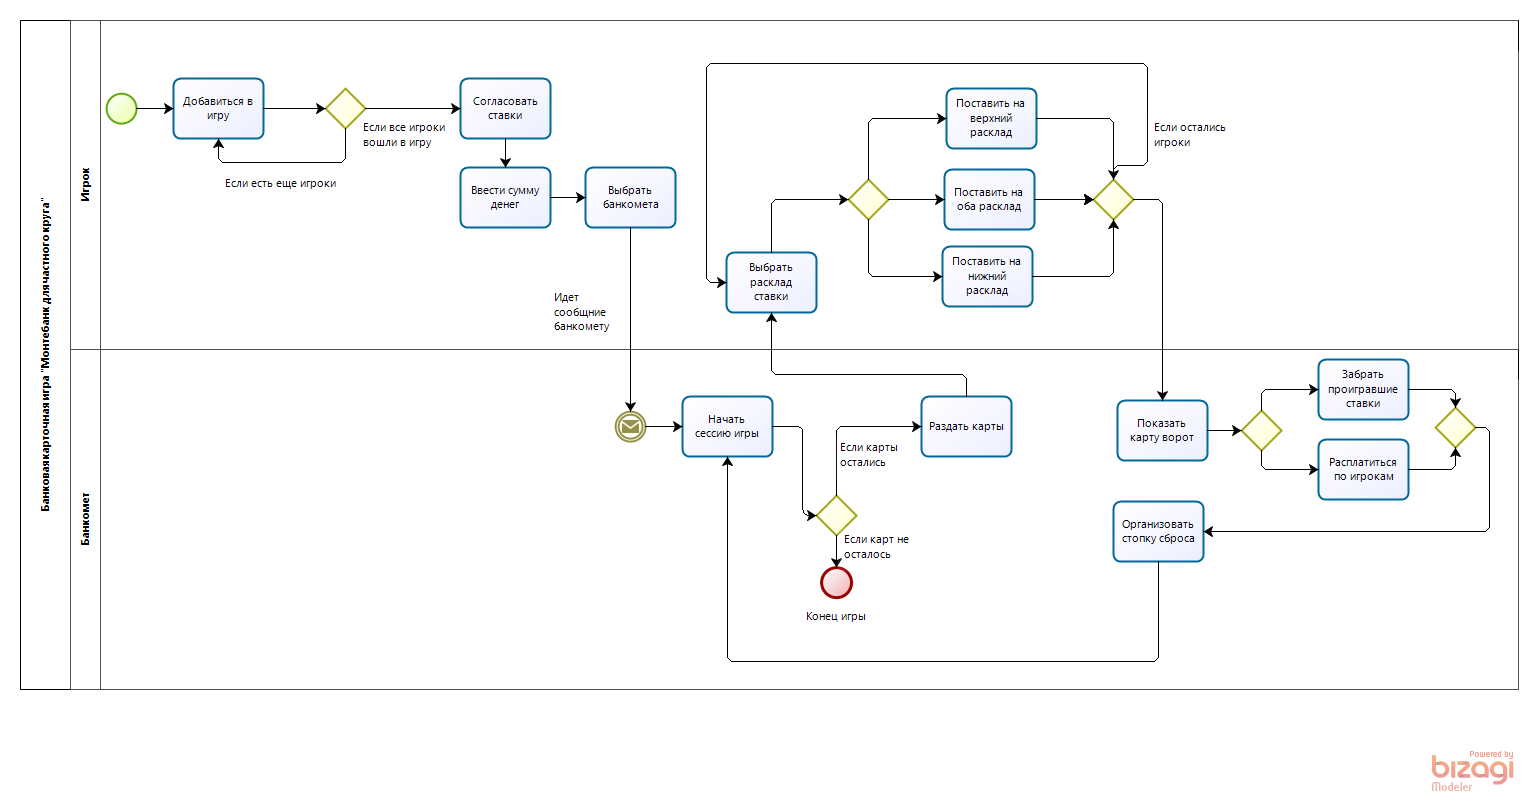 Банковая карточная игра "Монтебанк для частного круга"
Игрок
Добавиться в
игру
Если все игроки
вошли в игру
Если есть еще игроки
Согласовать
ставки
Ввести сумму
денег
Выбрать
банкомета
Идет
сообщние
банкомету
Выбрать
расклад
ставки
Поставить на
верхний
расклад
Поставить на
оба расклад
Поставить на
нижний
расклад
Если остались
игроки
Банкомет
Начать
сессию игры
Если карты
остались
Раздать карты
Если карт не
осталось
Конец игры
Показать
карту ворот
Забрать
проигравшие
ставки
Расплатиться
по игрокам
Организовать
стопку сброса
Powered by
bizagi
Modeler